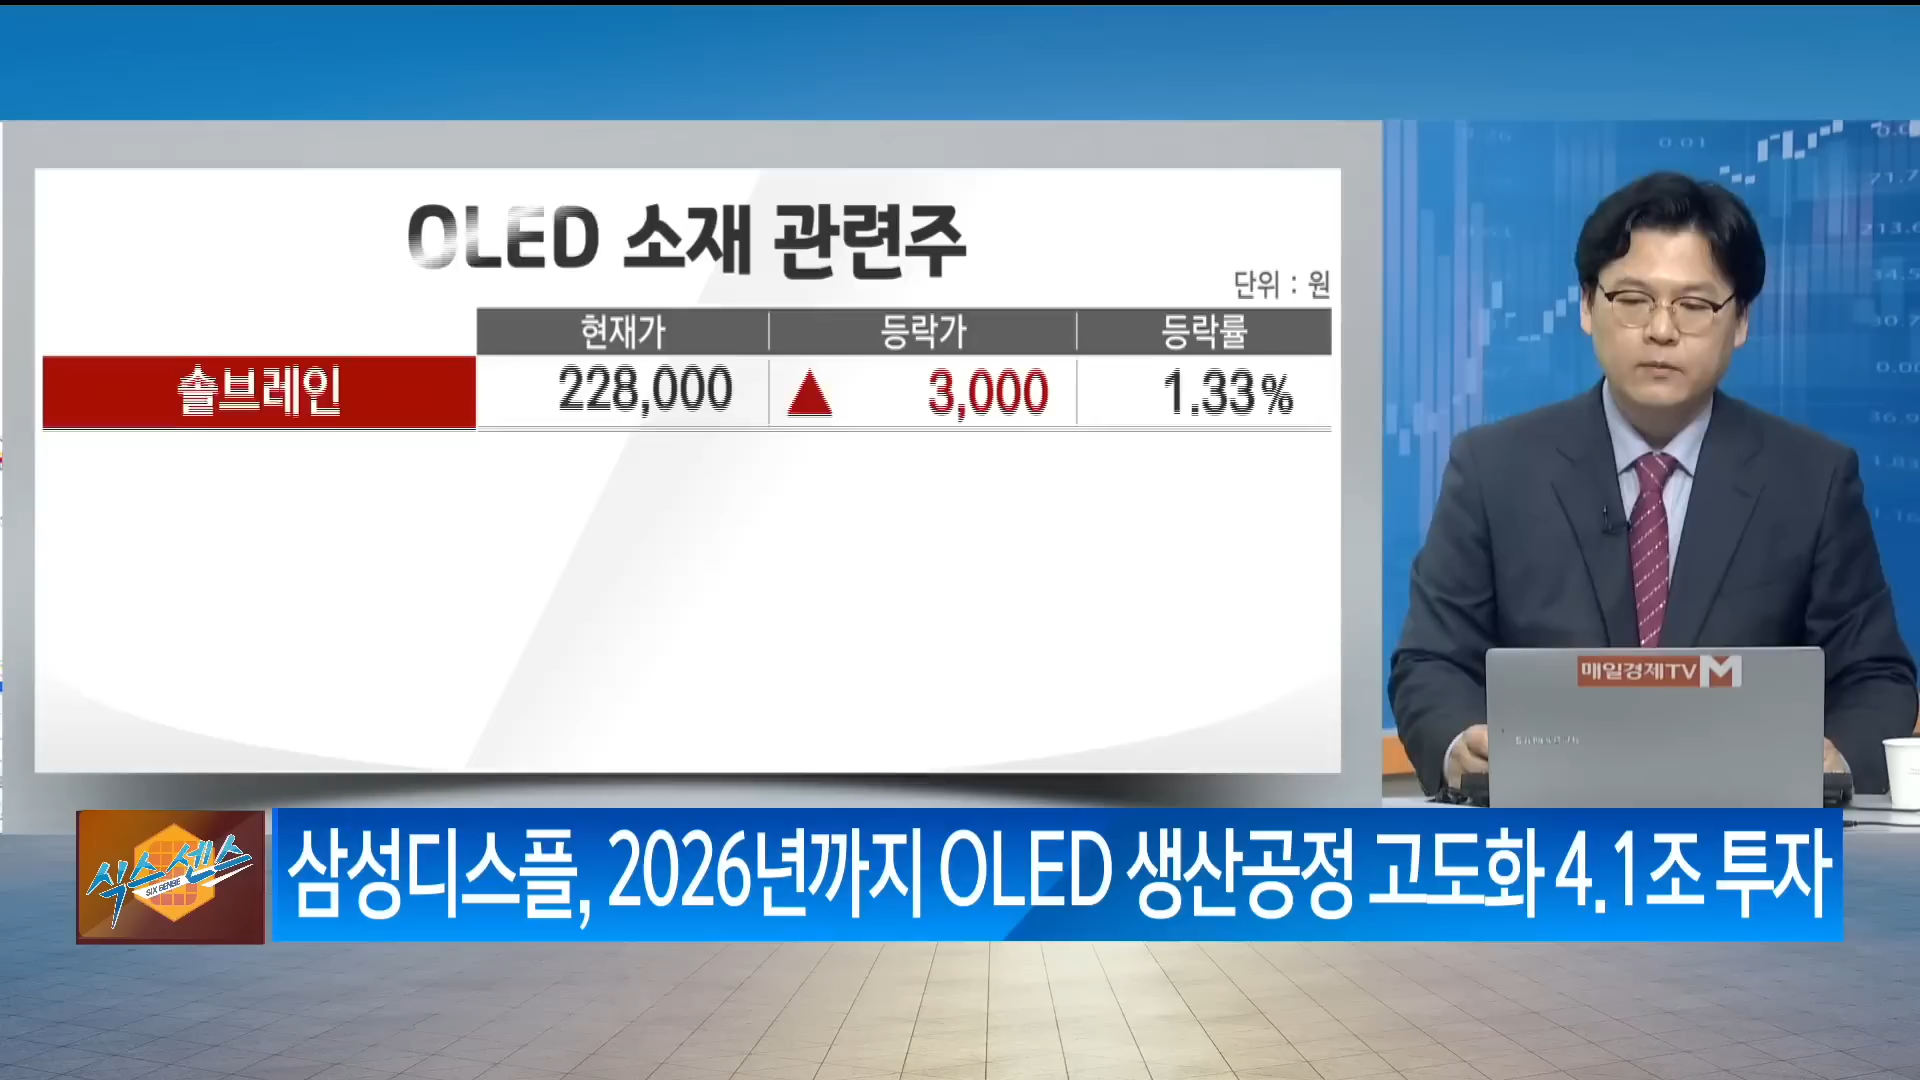 OLED 소재 관련주
단위 : 원
현재가 등락가 등락률
솔브레인 228,000 ▲ 3,000 1.33%
매일경제TV M
식스센스
SIX SENSE
삼성디스플, 2026년까지 OLED 생산공정 고도화 4.1조 투자